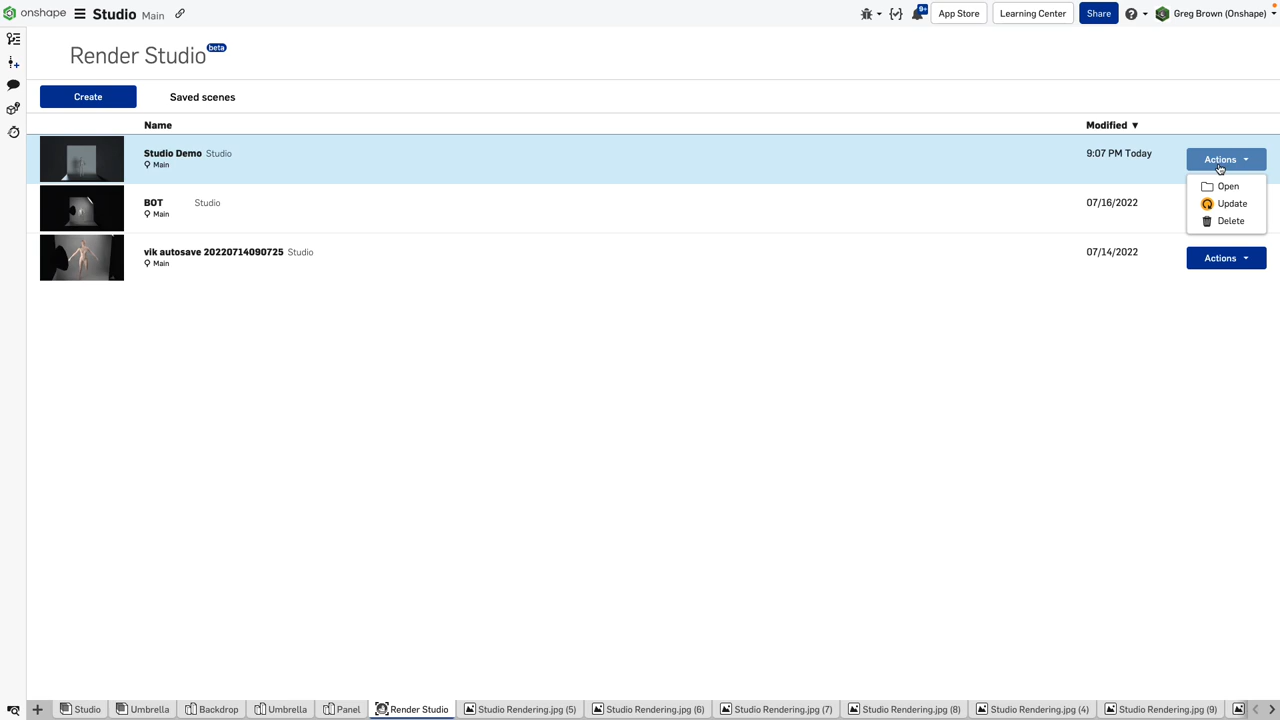 onshape Studio Main 9+ App Store Learning Center Share Greg Brown (Onshape)
Render Studio beta
Create Saved scenes
Name Modified ▼
Studio Demo Studio 9:07 PM Today Actions
Main
Open
BOT Studio 07/16/2022 Update
Main
Delete
vik autosave 20220714090725 Studio 07/14/2022 Actions
Main
Studio Umbrella Backdrop Umbrella Panel Render Studio Studio Rendering.jpg (5) Studio Rendering.jpg (6) Studio Rendering.jpg (7) Studio Rendering.jpg (8) Studio Rendering.jpg (4) Studio Rendering.jpg (9)